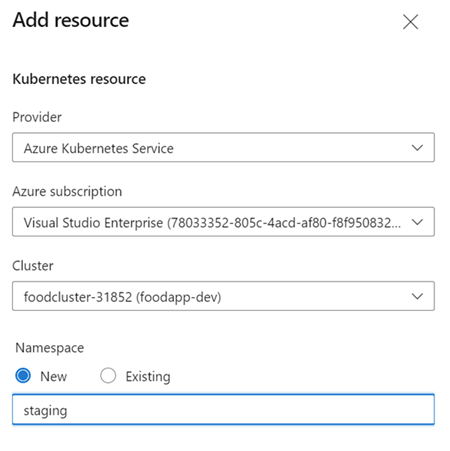 Add resource
Kubernetes resource
Provider
Azure Kubernetes Service
Azure subscription
Visual Studio Enterprise (78033352-805c-4acd-af80-f8f950832...
Cluster
foodcluster-31852 (foodapp-dev)
Namespace
New Existing
staging